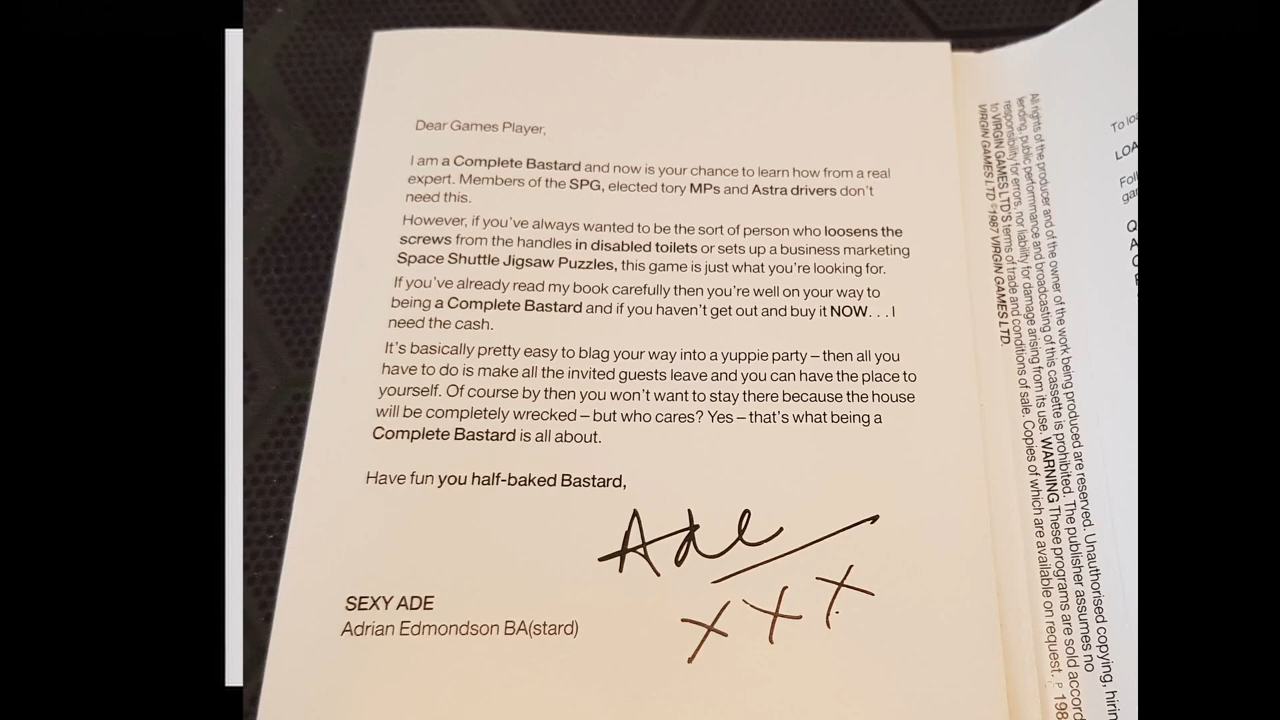 Dear Games Player,
I am a Complete Bastard and now is your chance to learn how from a real
expert. Members of the SPG, elected tory MPs and Astra drivers don't
need this.
However, if you've always wanted to be the sort of person who loosens the
screws from the handles in disabled toilets or sets up a business marketing
Space Shuttle Jigsaw Puzzles, this game is just what you're looking for.
If you've already read my book carefully then you're well on your way to
being a Complete Bastard and if you haven't get out and buy it NOW...I
need the cash.
It's basically pretty easy to blag your way into a yuppie party – then all you
have to do is make all the invited guests leave and you can have the place to
yourself. Of course by then you won't want to stay there because the house
will be completely wrecked – but who cares? Yes – that's what being a
Complete Bastard is all about.
Have fun you half-baked Bastard,
Ade
xxx
SEXY ADE
Adrian Edmondson BA(stard)
All rights of the producer and of the owner of the work being produced are reserved. Unauthorised copying, hirin
lending, public performmance and broadcasting of this cassette is prohibited. The publisher assumes no
responsibility for errors, nor liability for damage arising from its use. WARNING These programs are sold accord
to VIRGIN GAMES LTD'S terms of trade and conditions of sale. Copies of which are available on request. P 198
VIRGIN GAMES LTD ©1987 VIRGIN GAMES LTD.
To loa
LOA
Foll
gar
Q
A
O